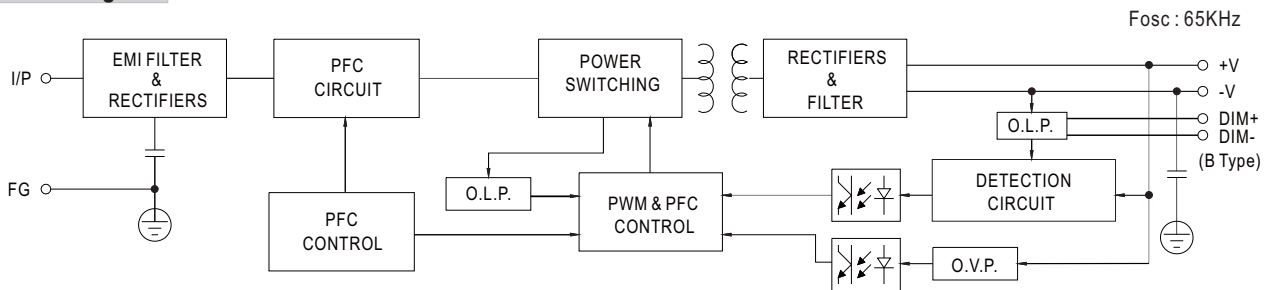 Fosc : 65KHz
I/P
EMI FILTER
&
RECTIFIERS
PFC
CIRCUIT
POWER
SWITCHING
RECTIFIERS
&
FILTER
+V
-V
DIM+
DIM-
(B Type)
O.L.P.
FG
O.L.P.
PFC
CONTROL
PWM & PFC
CONTROL
DETECTION
CIRCUIT
O.V.P.